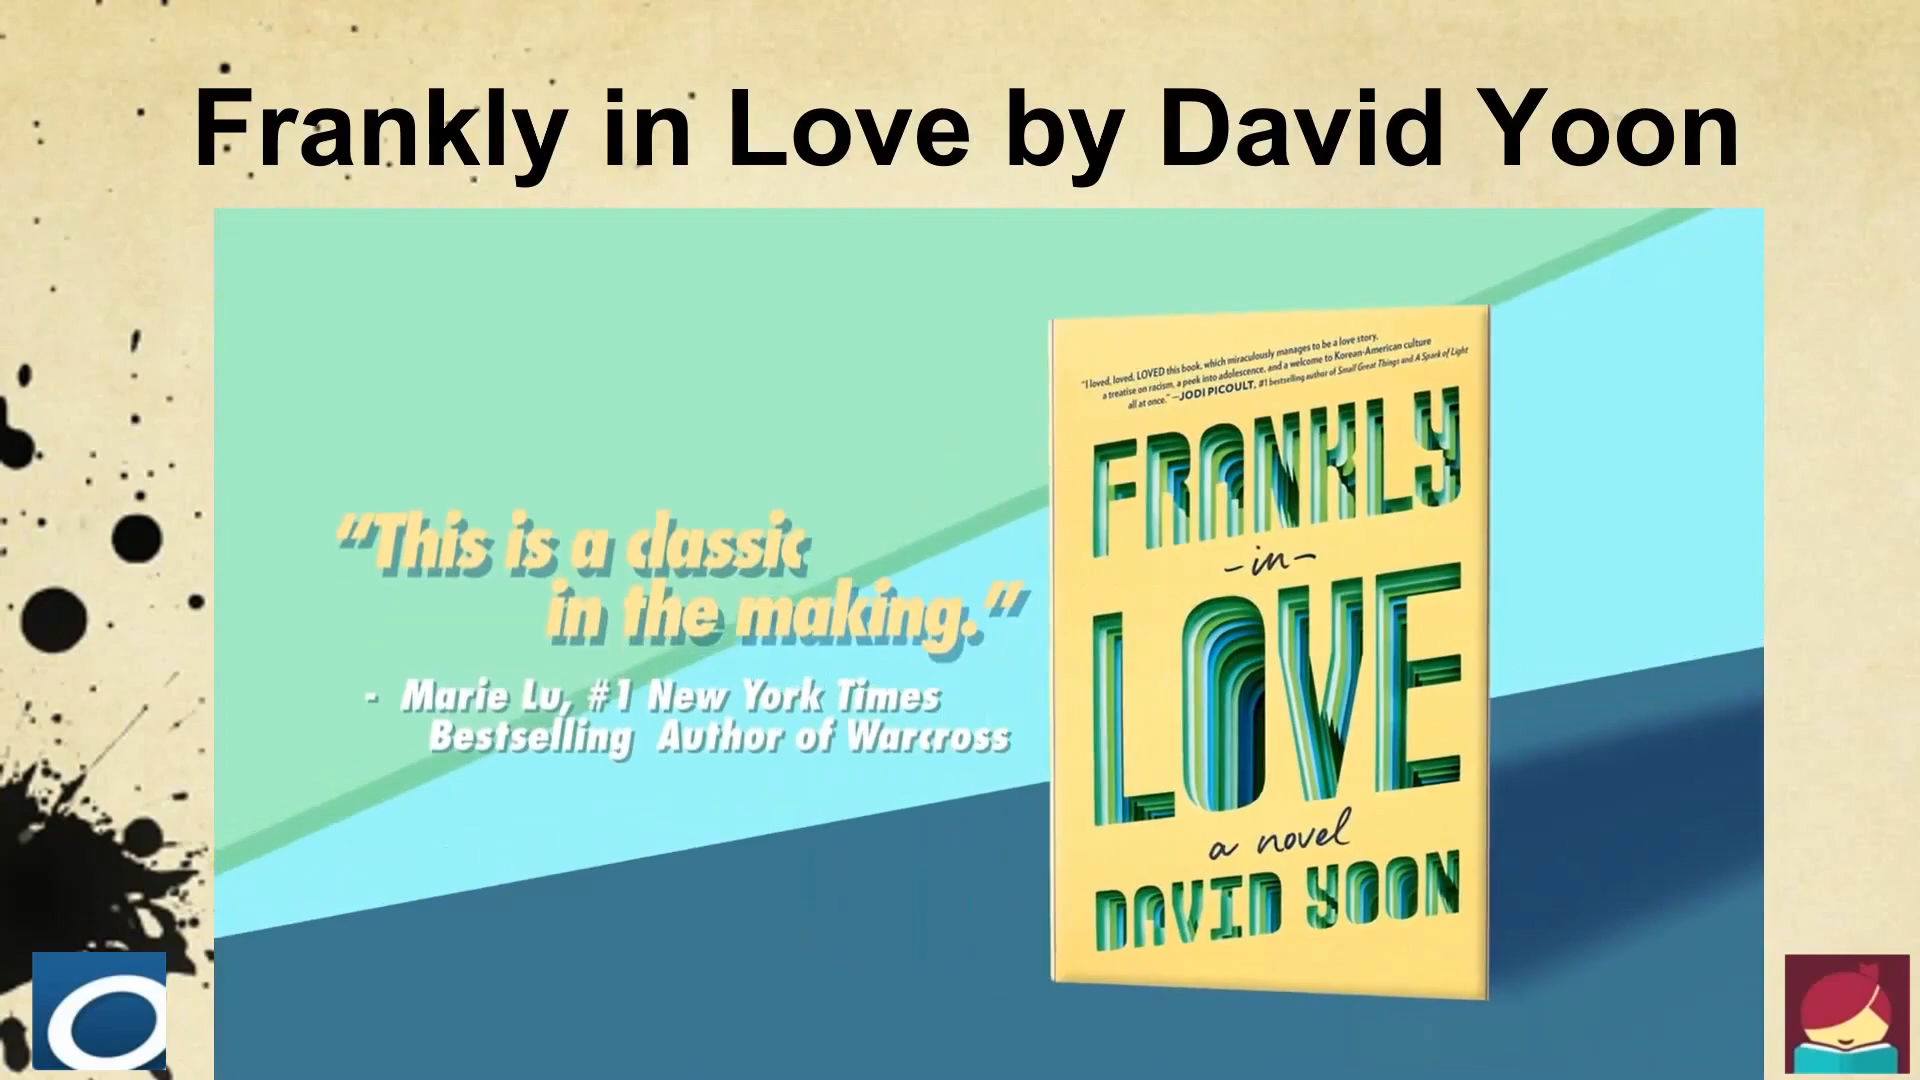 Frankly in Love by David Yoon
"I loved, loved, LOVED this book, which miraculously manages to be a love story,
a treatise on racism, a peek into adolescence, and a welcome to Korean-American culture
all at once." —JODI PICOULT, #1 bestselling author of Small Great Things and A Spark of Light
FRANKLY
-in-
LOVE
a novel
DAVID YOON
“This is a classic
in the making.”
- Marie Lu, #1 New York Times
Bestselling Author of Warcross